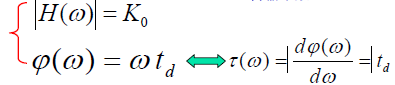 |H(ω)| = K₀
φ(ω) = ω t_d ⇔ τ(ω) = |dφ(ω)/dω =| t_d